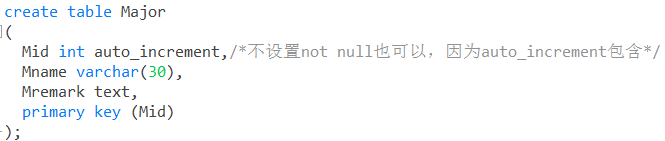 create table Major
(
Mid int auto_increment,/*不设置not null也可以，因为auto_increment包含*/
Mname varchar(30),
Mremark text,
primary key (Mid)
);